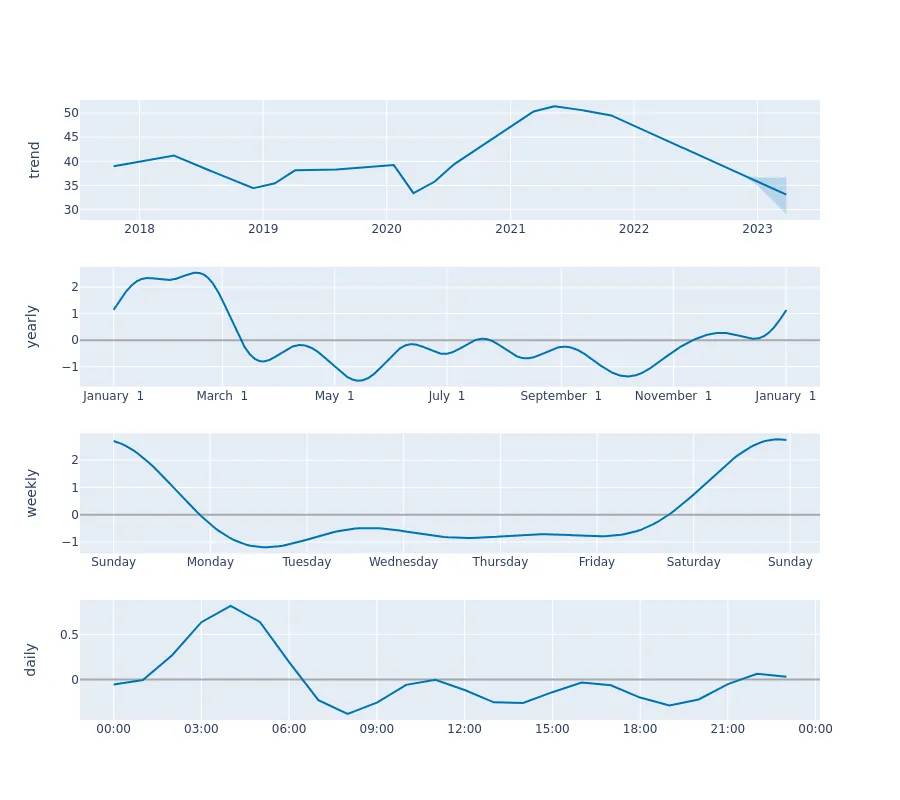 trend
50
45
40
35
30
2018 2019 2020 2021 2022 2023
yearly
2
1
0
−1
January 1 March 1 May 1 July 1 September 1 November 1 January 1
weekly
2
1
0
−1
Sunday Monday Tuesday Wednesday Thursday Friday Saturday Sunday
daily
0.5
0
00:00 03:00 06:00 09:00 12:00 15:00 18:00 21:00 00:00